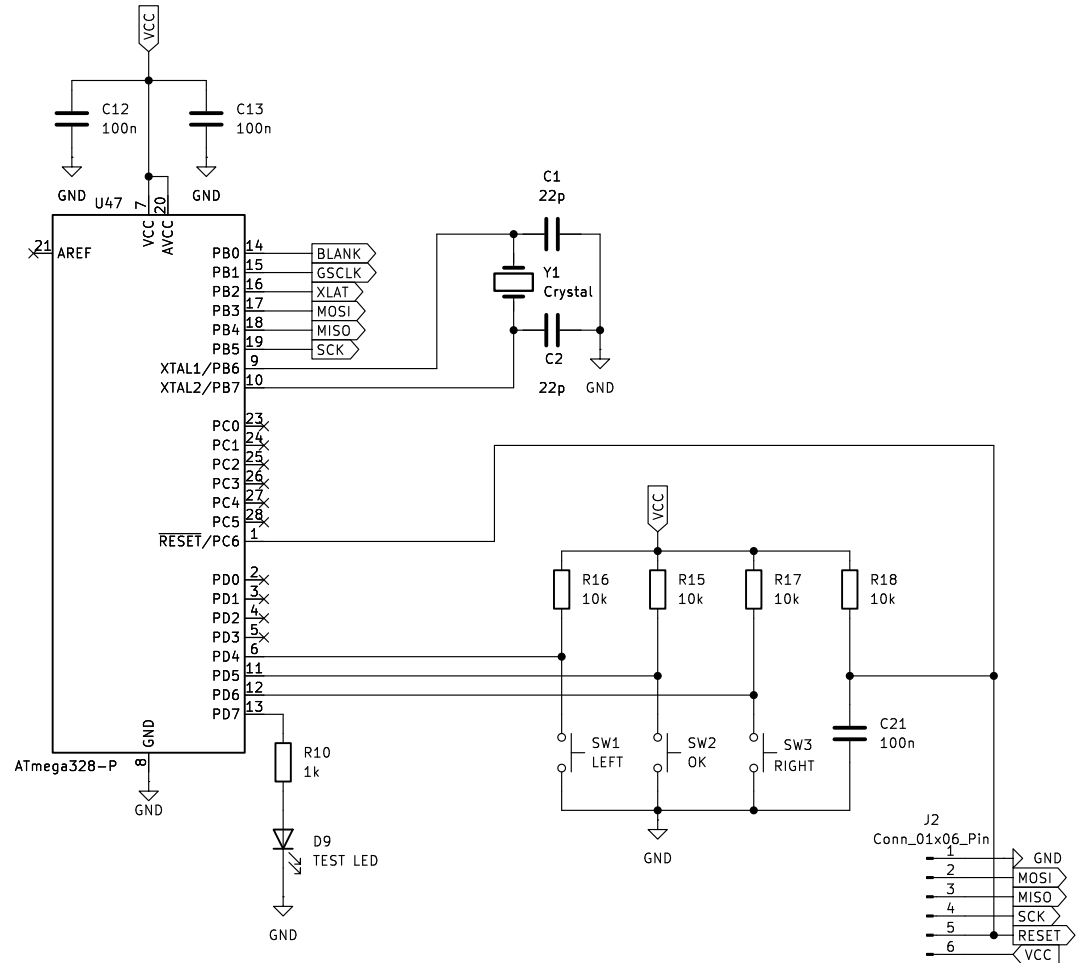 VCC
C12
100n
C13
100n
GND
GND
U47
7
20
VCC
AVCC
21
AREF
PB0
14
BLANK
PB1
15
GSCLK
PB2
16
XLAT
PB3
17
MOSI
PB4
18
MISO
PB5
19
SCK
XTAL1/PB6
9
XTAL2/PB7
10
C1
22p
Y1
Crystal
C2
22p
GND
PC0
23
PC1
24
PC2
25
PC3
26
PC4
27
PC5
28
RESET/PC6
1
PD0
2
PD1
3
PD2
4
PD3
5
PD4
6
PD5
11
PD6
12
PD7
13
GND
8
ATmega328-P
GND
R10
1k
D9
TEST LED
GND
VCC
R16
10k
R15
10k
R17
10k
R18
10k
SW1
LEFT
SW2
OK
SW3
RIGHT
C21
100n
GND
J2
Conn_01x06_Pin
1
GND
2
MOSI
3
MISO
4
SCK
5
RESET
6
VCC